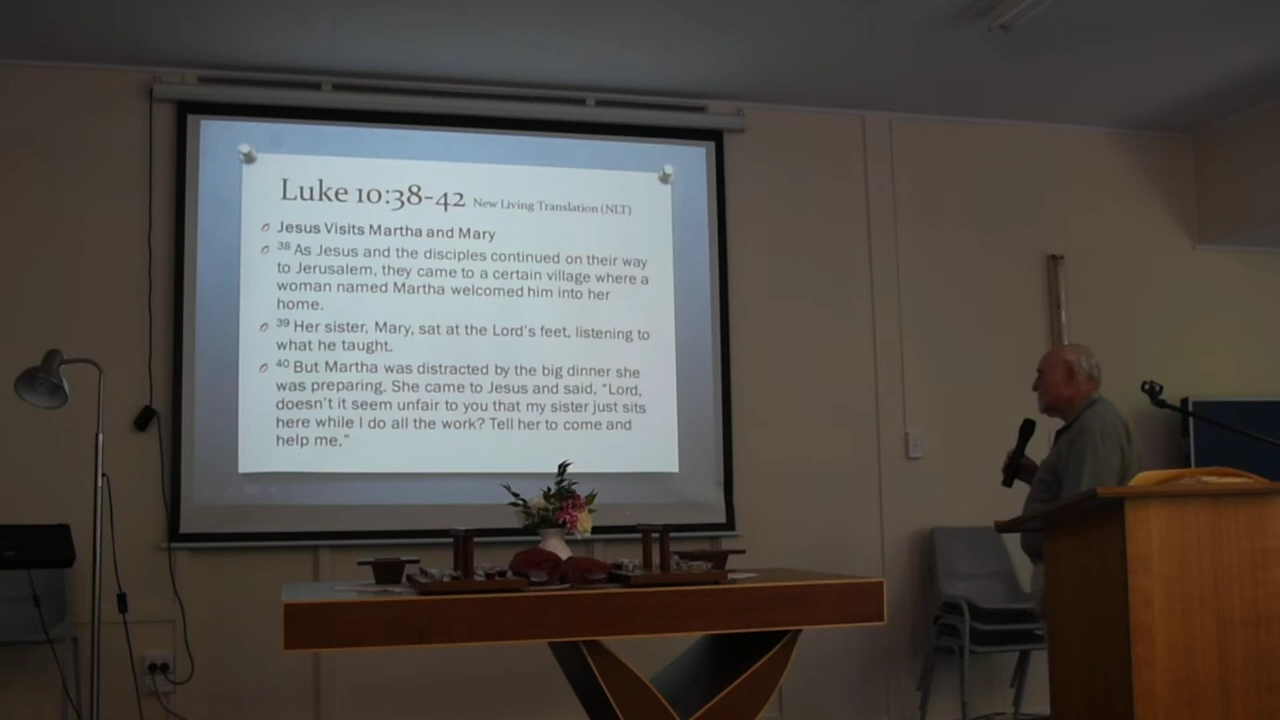 Luke 10:38-42 New Living Translation (NLT)
Jesus Visits Martha and Mary
38 As Jesus and the disciples continued on their way
to Jerusalem, they came to a certain village where a
woman named Martha welcomed him into her
home.
39 Her sister, Mary, sat at the Lord's feet, listening to
what he taught.
40 But Martha was distracted by the big dinner she
was preparing. She came to Jesus and said, “Lord,
doesn't it seem unfair to you that my sister just sits
here while I do all the work? Tell her to come and
help me.”